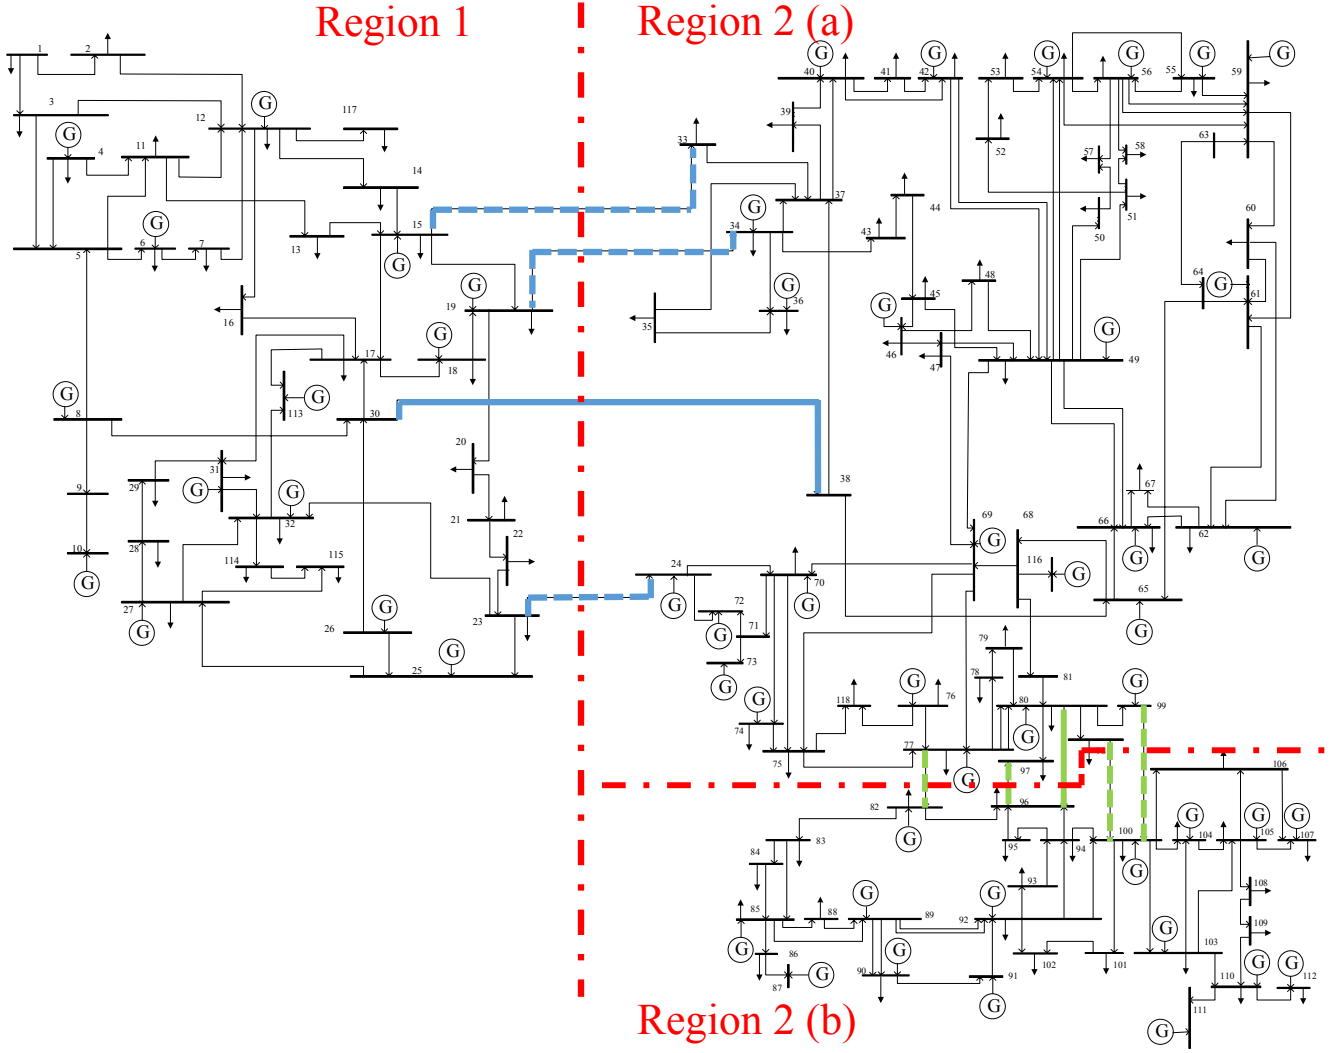 Region 1
Region 2 (a)
1
2
3
G
4
11
12
G
117
14
13
15
G
5
6
G
7
16
17
18
G
19
G
8
G
113
G
30
9
10
G
29
28
27
G
31
G
32
G
114
115
20
21
22
23
26
G
25
G
33
34
G
35
36
G
37
38
39
40
G
41
42
G
43
44
45
46
G
47
48
49
G
50
51
52
53
54
G
55
G
56
G
57
58
59
G
60
61
G
62
G
63
64
65
G
66
G
67
68
69
G
116
G
24
G
70
G
71
72
G
73
G
74
G
75
76
G
77
G
78
79
80
G
81
97
99
G
118
82
G
83
84
85
G
86
87
G
88
89
G
90
G
91
G
92
G
93
94
95
96
100
G
101
102
103
G
104
G
105
G
106
107
G
108
109
110
G
111
G
112
G
Region 2 (b)